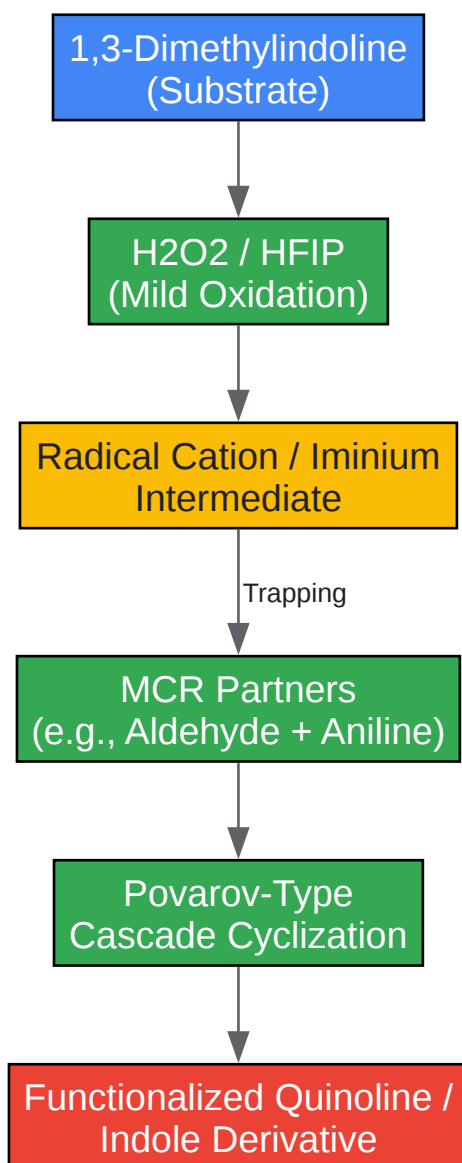 1,3-Dimethylindoline
(Substrate)
H2O2 / HFIP
(Mild Oxidation)
Radical Cation / Iminium
Intermediate
Trapping
MCR Partners
(e.g., Aldehyde + Aniline)
Povarov-Type
Cascade Cyclization
Functionalized Quinoline /
Indole Derivative